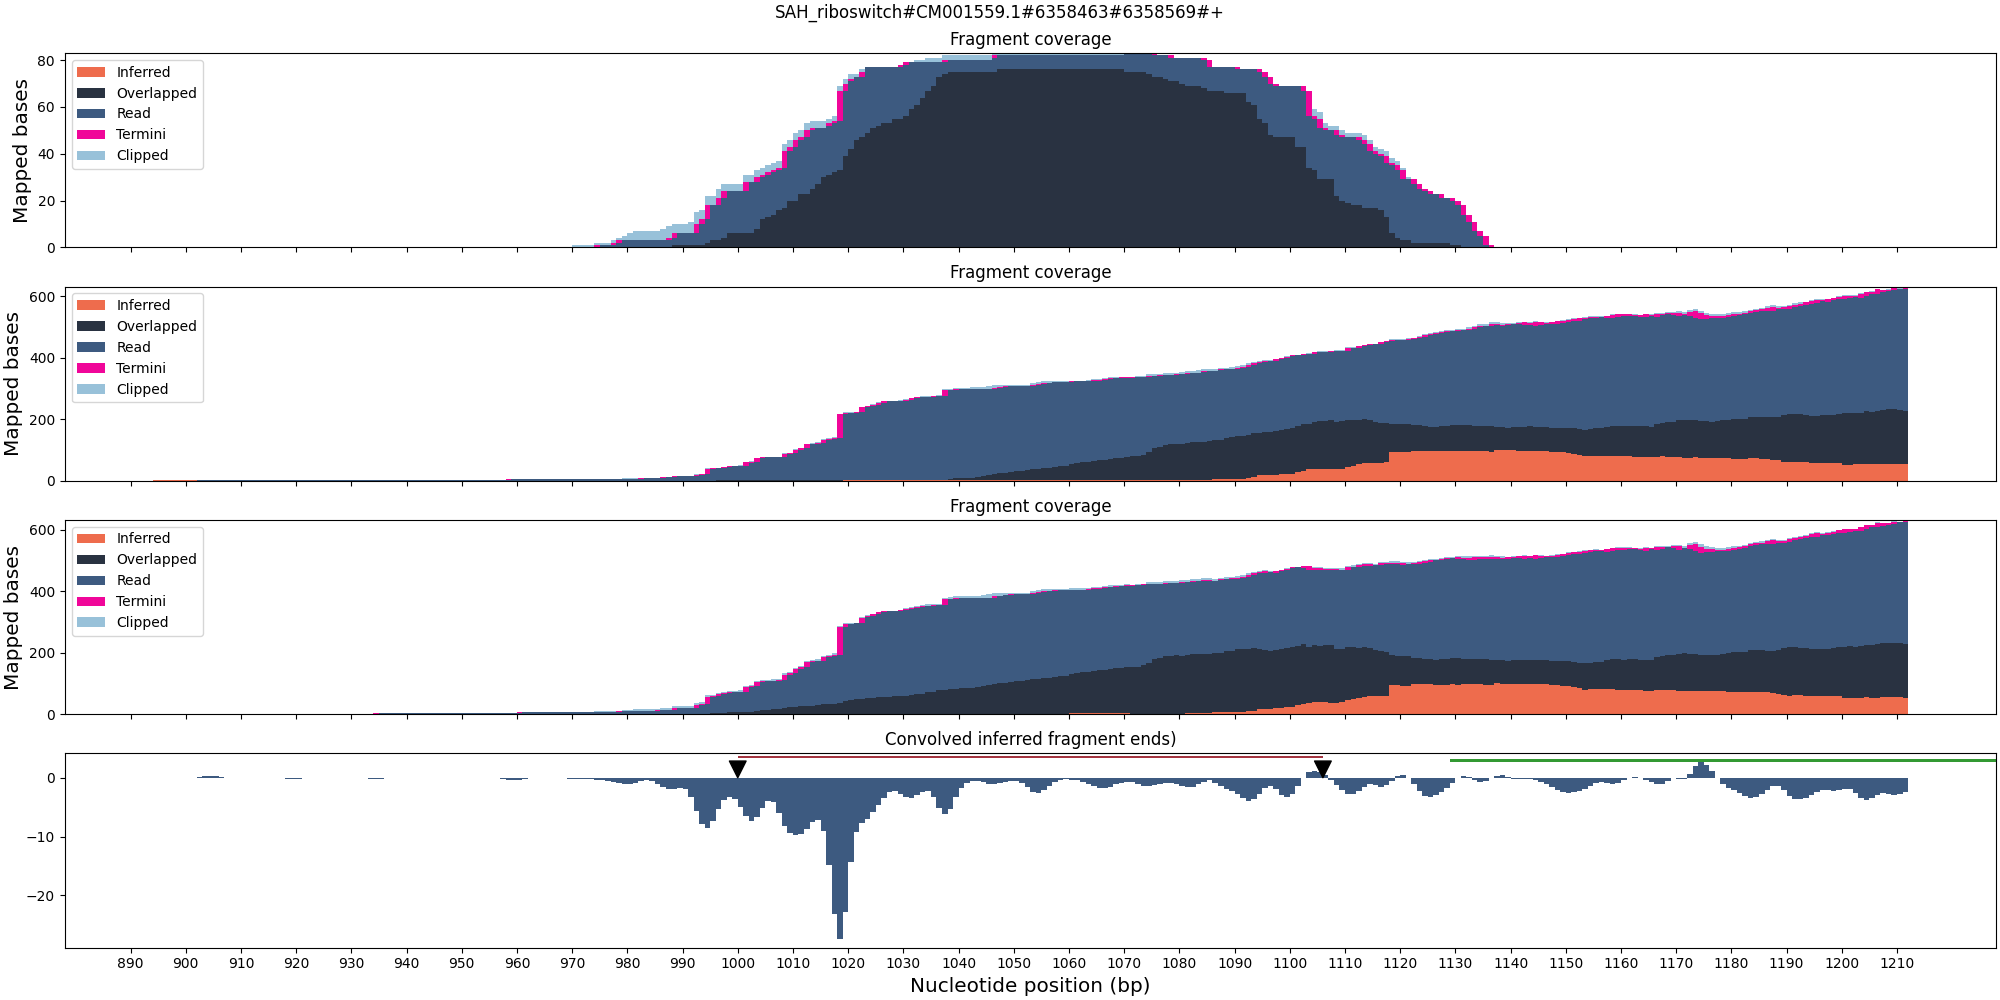 SAH_riboswitch#CM001559.1#6358463#6358569#+
Fragment coverage
Mapped bases
80
60
40
20
0
Inferred
Overlapped
Read
Termini
Clipped
Fragment coverage
Mapped bases
600
400
200
0
Inferred
Overlapped
Read
Termini
Clipped
Fragment coverage
Mapped bases
600
400
200
0
Inferred
Overlapped
Read
Termini
Clipped
Convolved inferred fragment ends)
0
−10
−20
890 900 910 920 930 940 950 960 970 980 990 1000 1010 1020 1030 1040 1050 1060 1070 1080 1090 1100 1110 1120 1130 1140 1150 1160 1170 1180 1190 1200 1210
Nucleotide position (bp)